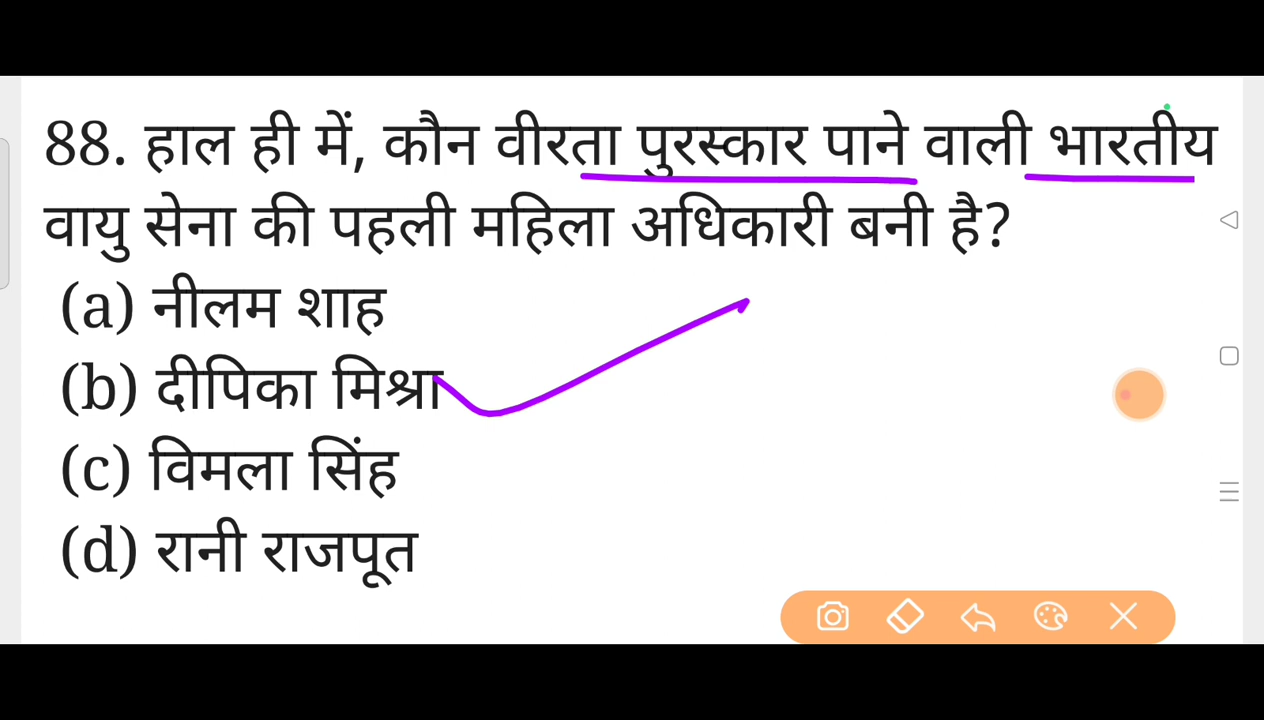 88. हाल ही में, कौन वीरता पुरस्कार पाने वाली भारतीय
वायु सेना की पहली महिला अधिकारी बनी है?
(a) नीलम शाह
(b) दीपिका मिश्रा
(c) विमला सिंह
(d) रानी राजपूत